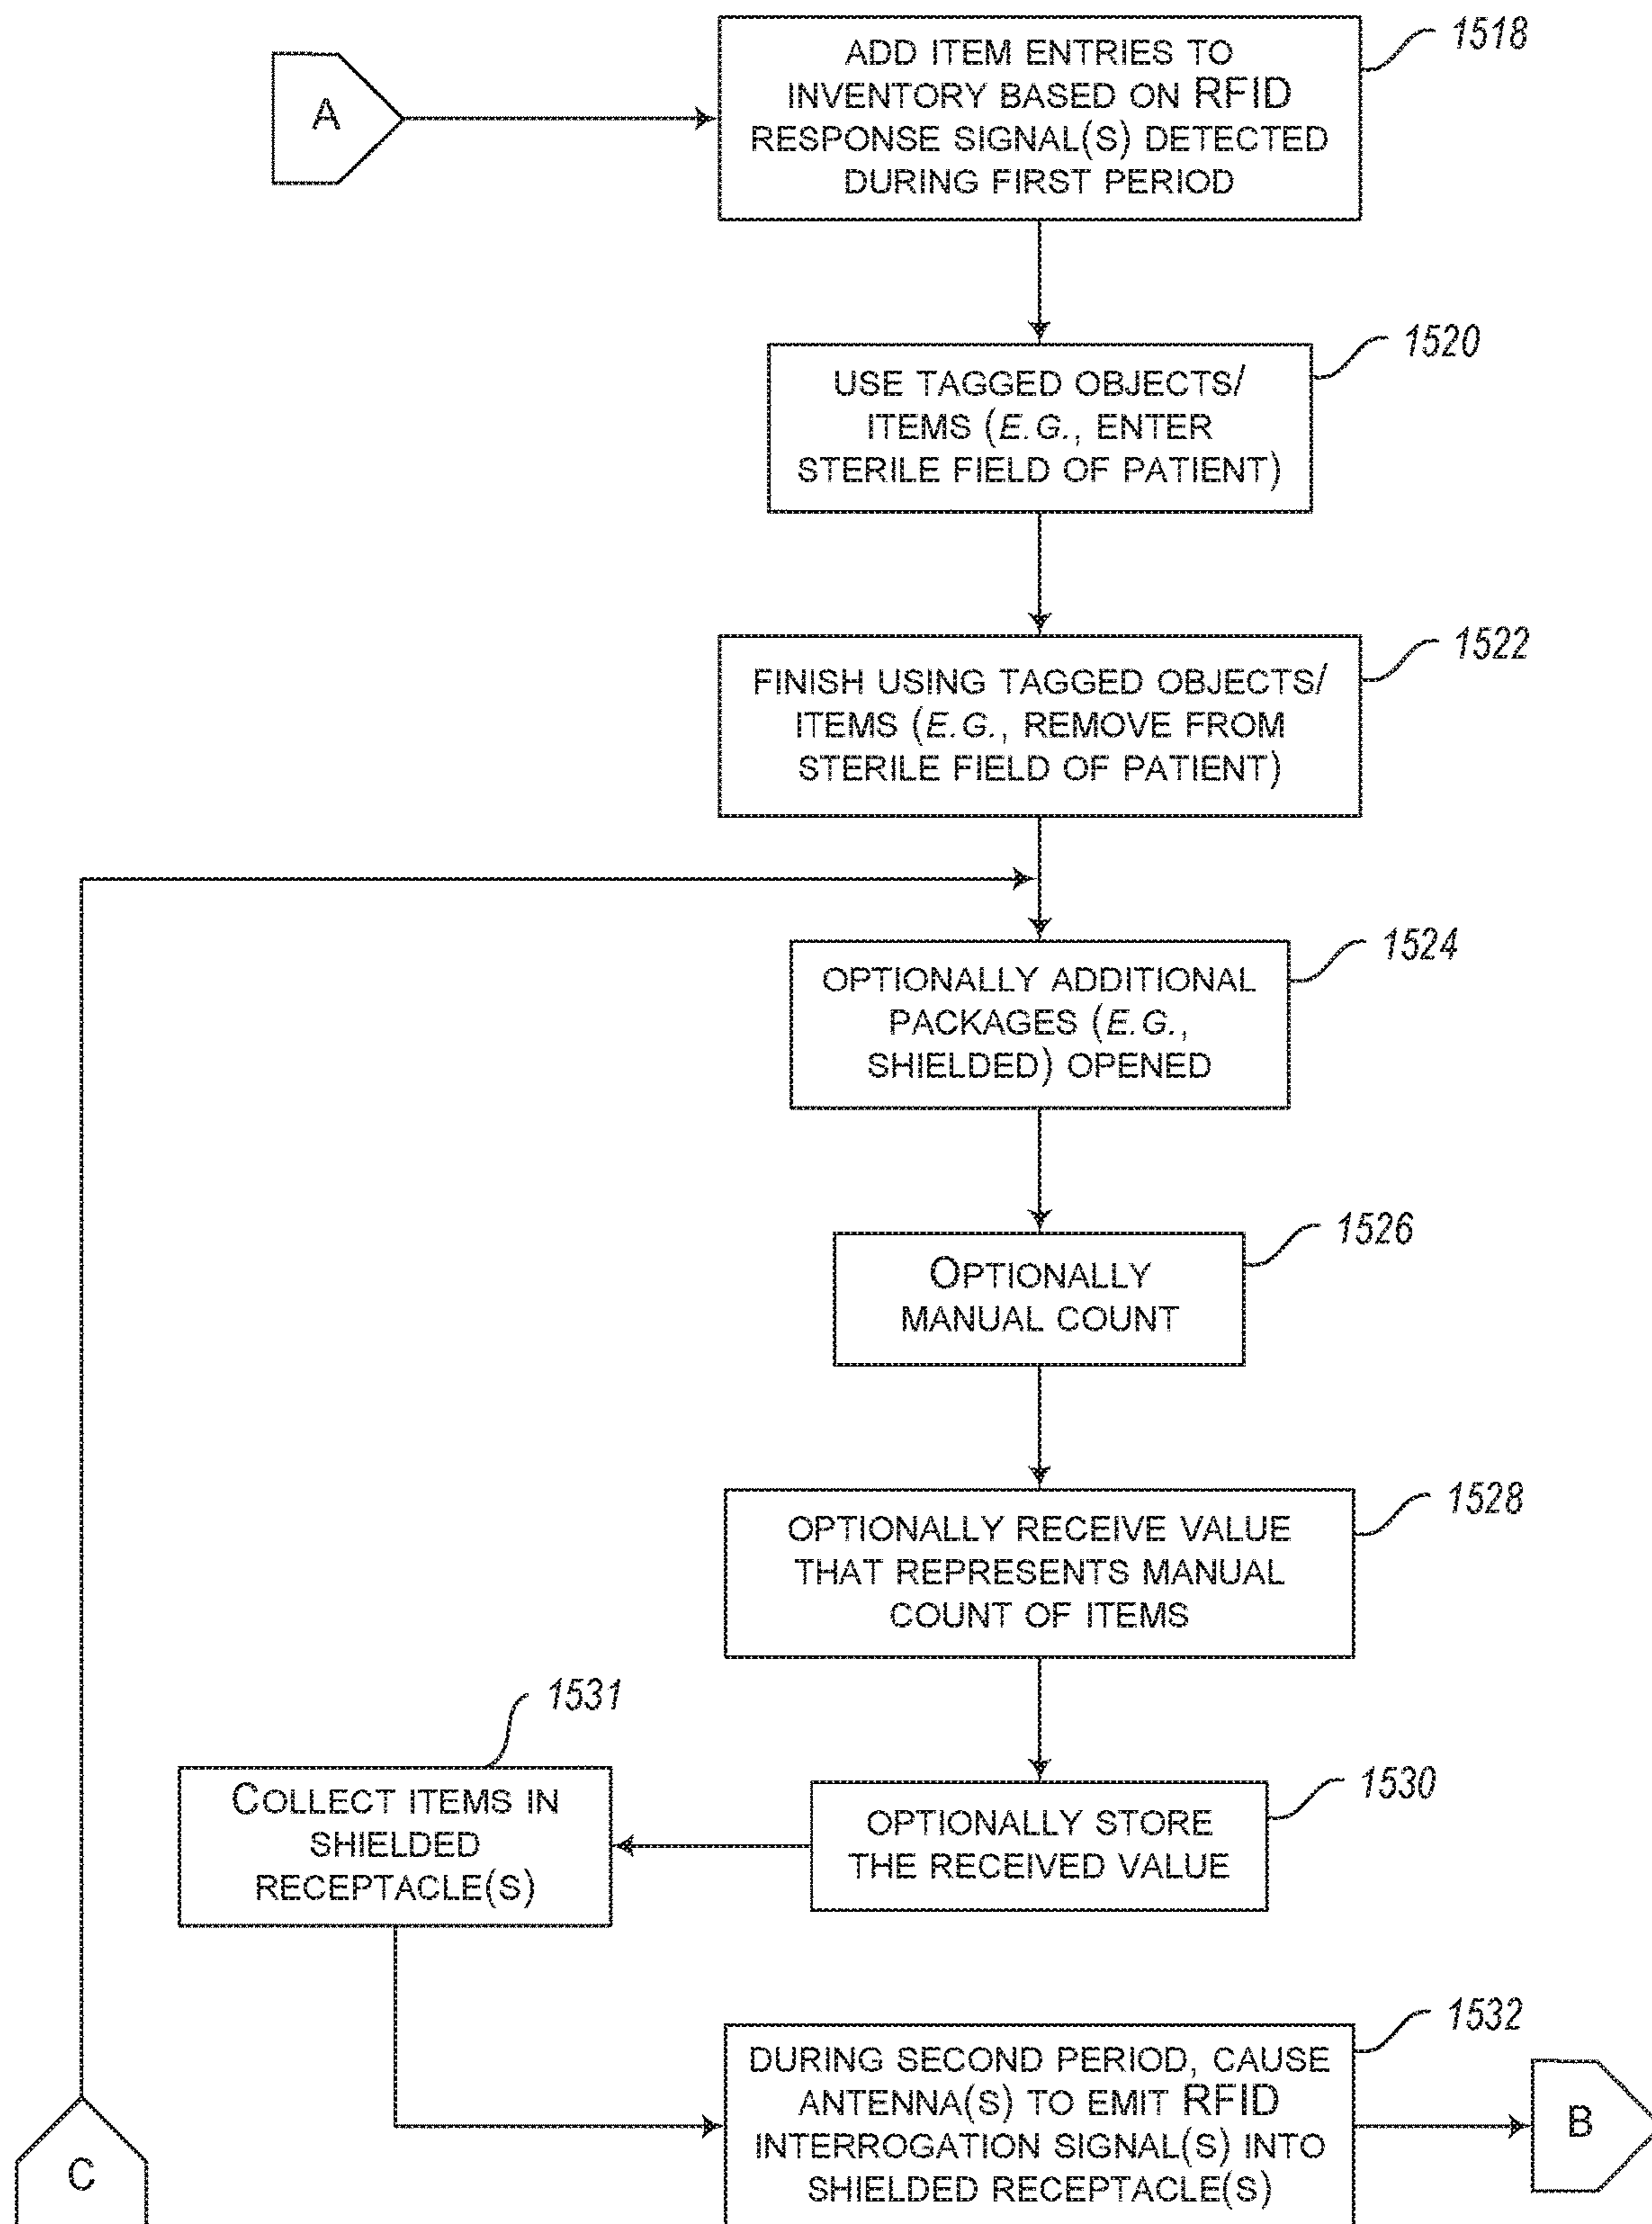 A
ADD ITEM ENTRIES TO
INVENTORY BASED ON RFID
RESPONSE SIGNAL(S) DETECTED
DURING FIRST PERIOD
1518
USE TAGGED OBJECTS/
ITEMS (E.G., ENTER
STERILE FIELD OF PATIENT)
1520
FINISH USING TAGGED OBJECTS/
ITEMS (E.G., REMOVE FROM
STERILE FIELD OF PATIENT)
1522
OPTIONALLY ADDITIONAL
PACKAGES (E.G.,
SHIELDED) OPENED
1524
OPTIONALLY
MANUAL COUNT
1526
OPTIONALLY RECEIVE VALUE
THAT REPRESENTS MANUAL
COUNT OF ITEMS
1528
OPTIONALLY STORE
THE RECEIVED VALUE
1530
COLLECT ITEMS IN
SHIELDED
RECEPTACLE(S)
1531
DURING SECOND PERIOD, CAUSE
ANTENNA(S) TO EMIT RFID
INTERROGATION SIGNAL(S) INTO
SHIELDED RECEPTACLE(S)
1532
B
C